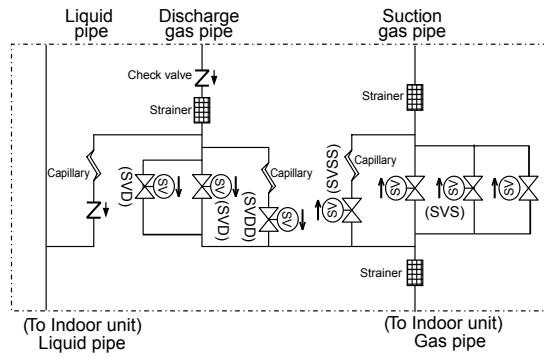 Liquid
pipe
Discharge
gas pipe
Suction
gas pipe
Check valve
Strainer
Strainer
Capillary
(SVD)
SV
SV
(SVD)
Capillary
(SVDD)
SV
(SVSS)
Capillary
SV
SV
SV
SV
(SVS)
Strainer
(To Indoor unit)
Liquid pipe
(To Indoor unit)
Gas pipe